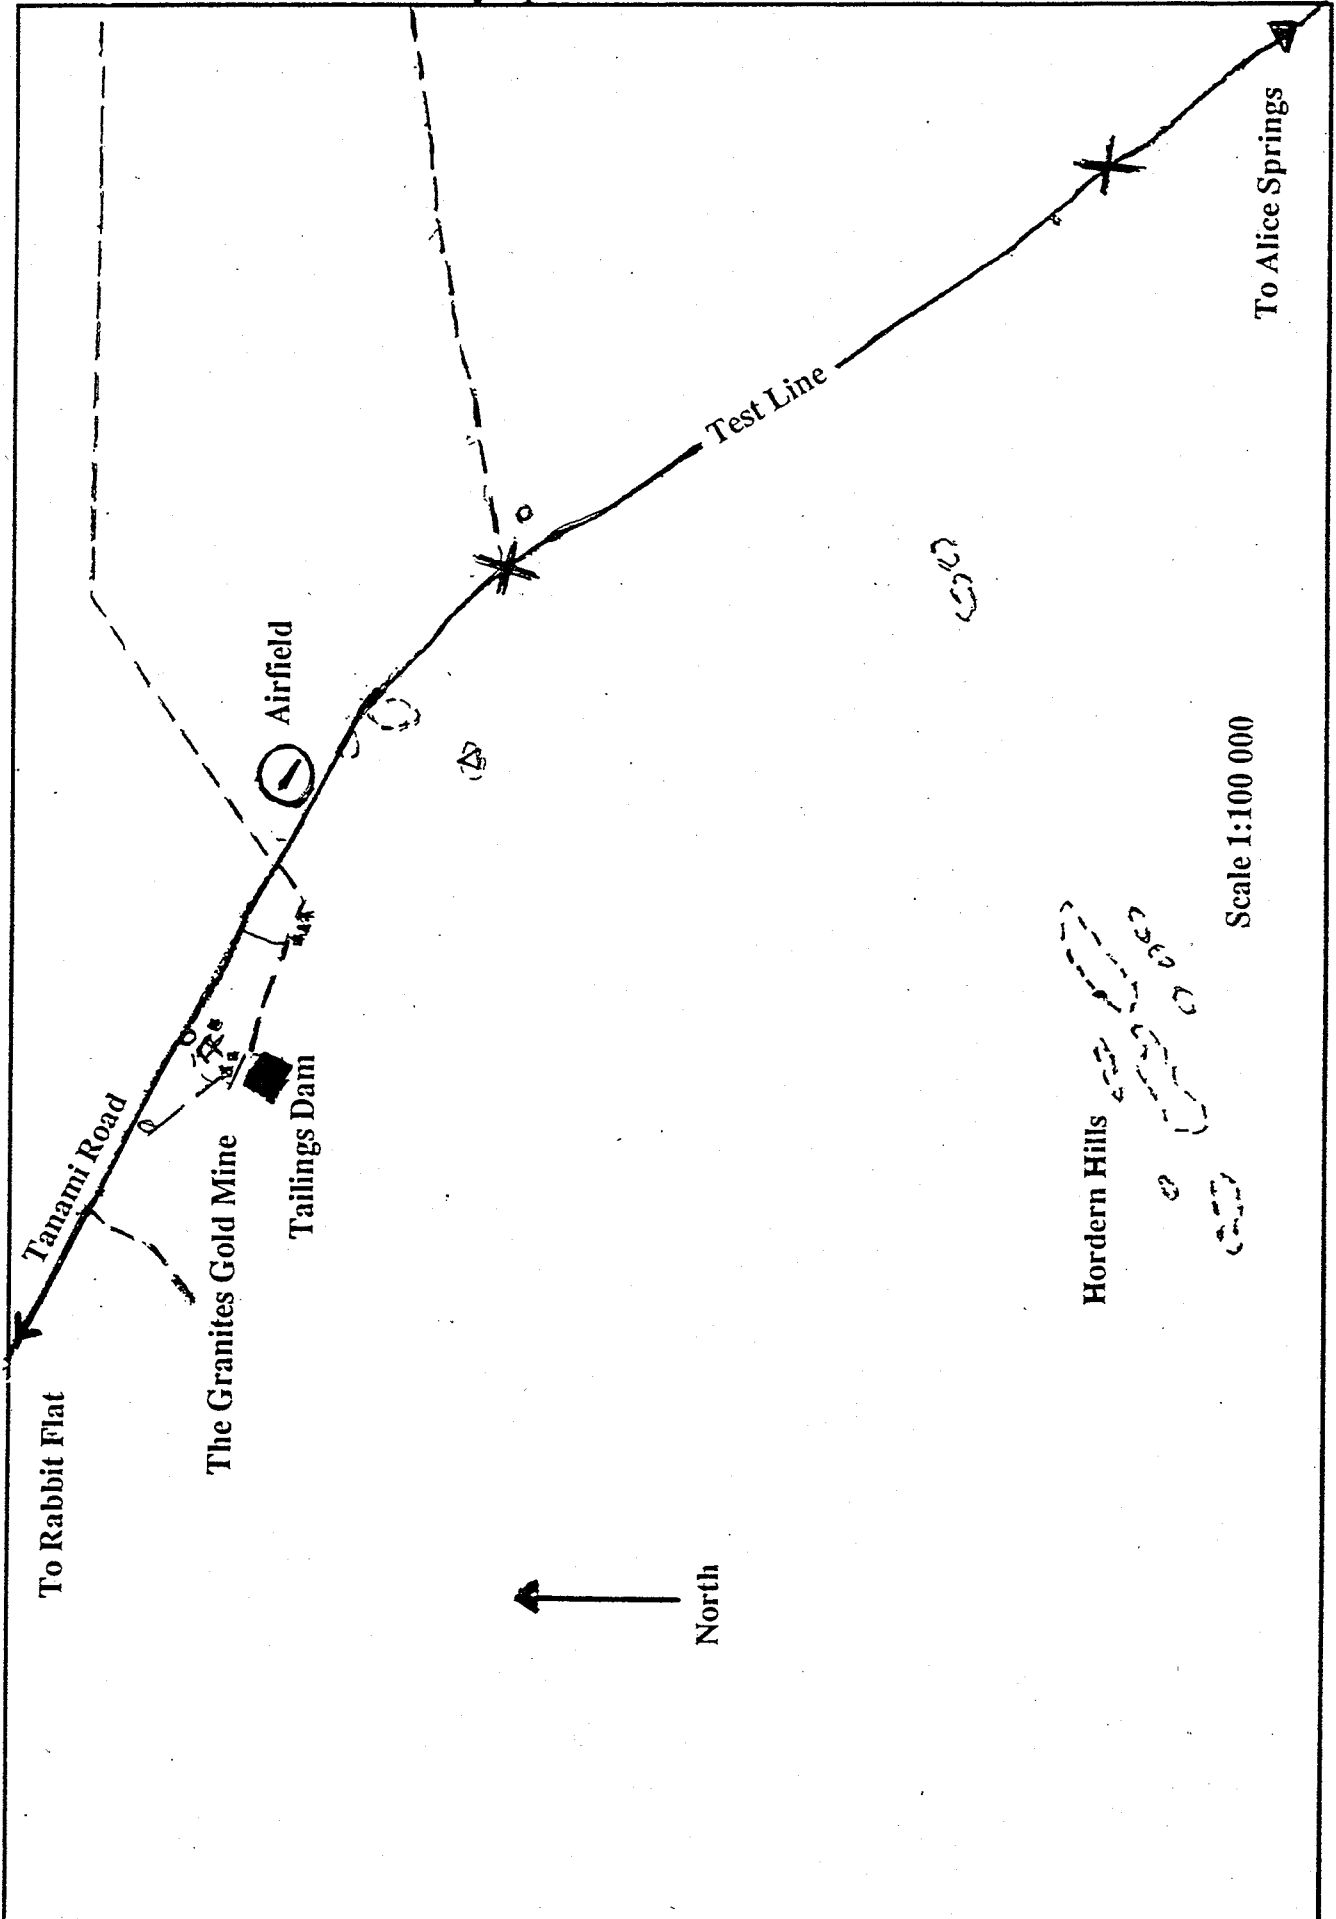 To Rabbit Flat
Tanami Road
The Granites Gold Mine
Tailings Dam
Airfield
Test Line
To Alice Springs
North
Hordern Hills
Scale 1:100 000